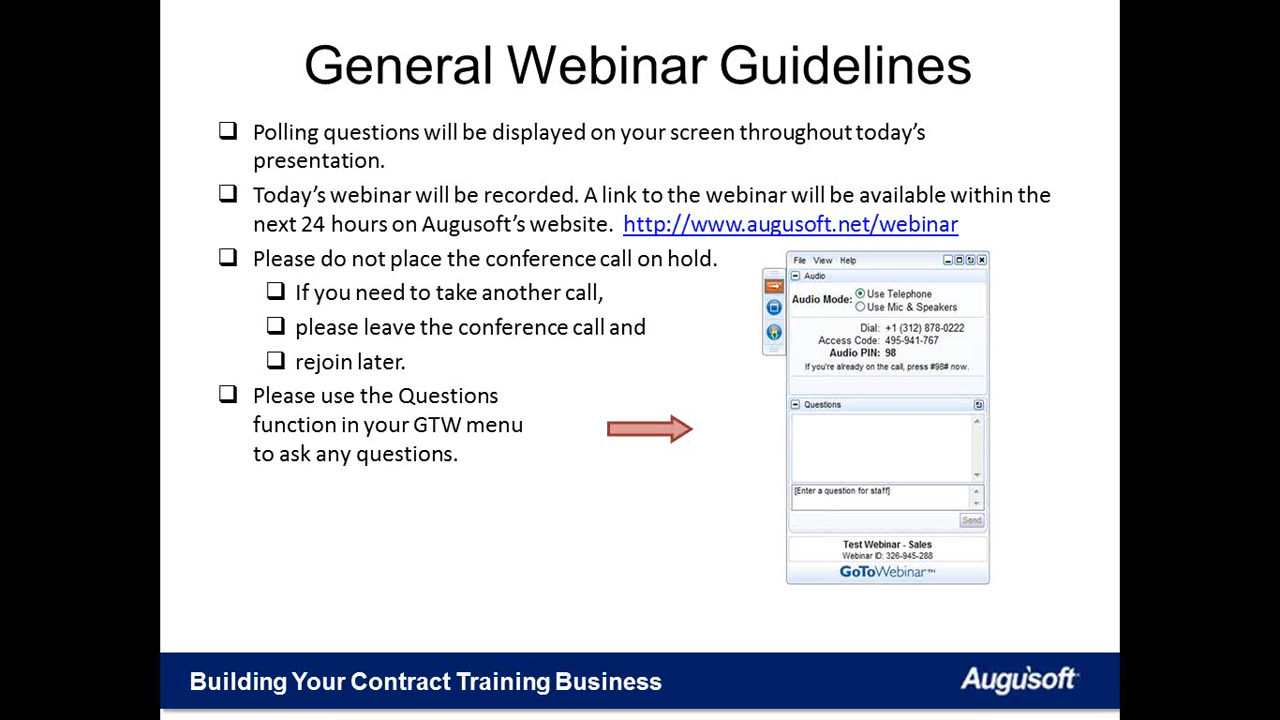 General Webinar Guidelines
Polling questions will be displayed on your screen throughout today's
presentation.
Today's webinar will be recorded. A link to the webinar will be available within the
next 24 hours on Augusoft's website. http://www.augusoft.net/webinar
Please do not place the conference call on hold.
If you need to take another call,
please leave the conference call and
rejoin later.
Please use the Questions
function in your GTW menu
to ask any questions.
File View Help
Audio
Audio Mode: Use Telephone
Use Mic & Speakers
Dial: +1 (312) 878-0222
Access Code: 495-941-767
Audio PIN: 98
If you're already on the call, press #98# now.
Questions
[Enter a question for staff]
Send
Test Webinar - Sales
Webinar ID: 326-945-288
GoToWebinar™
Building Your Contract Training Business
Augusoft